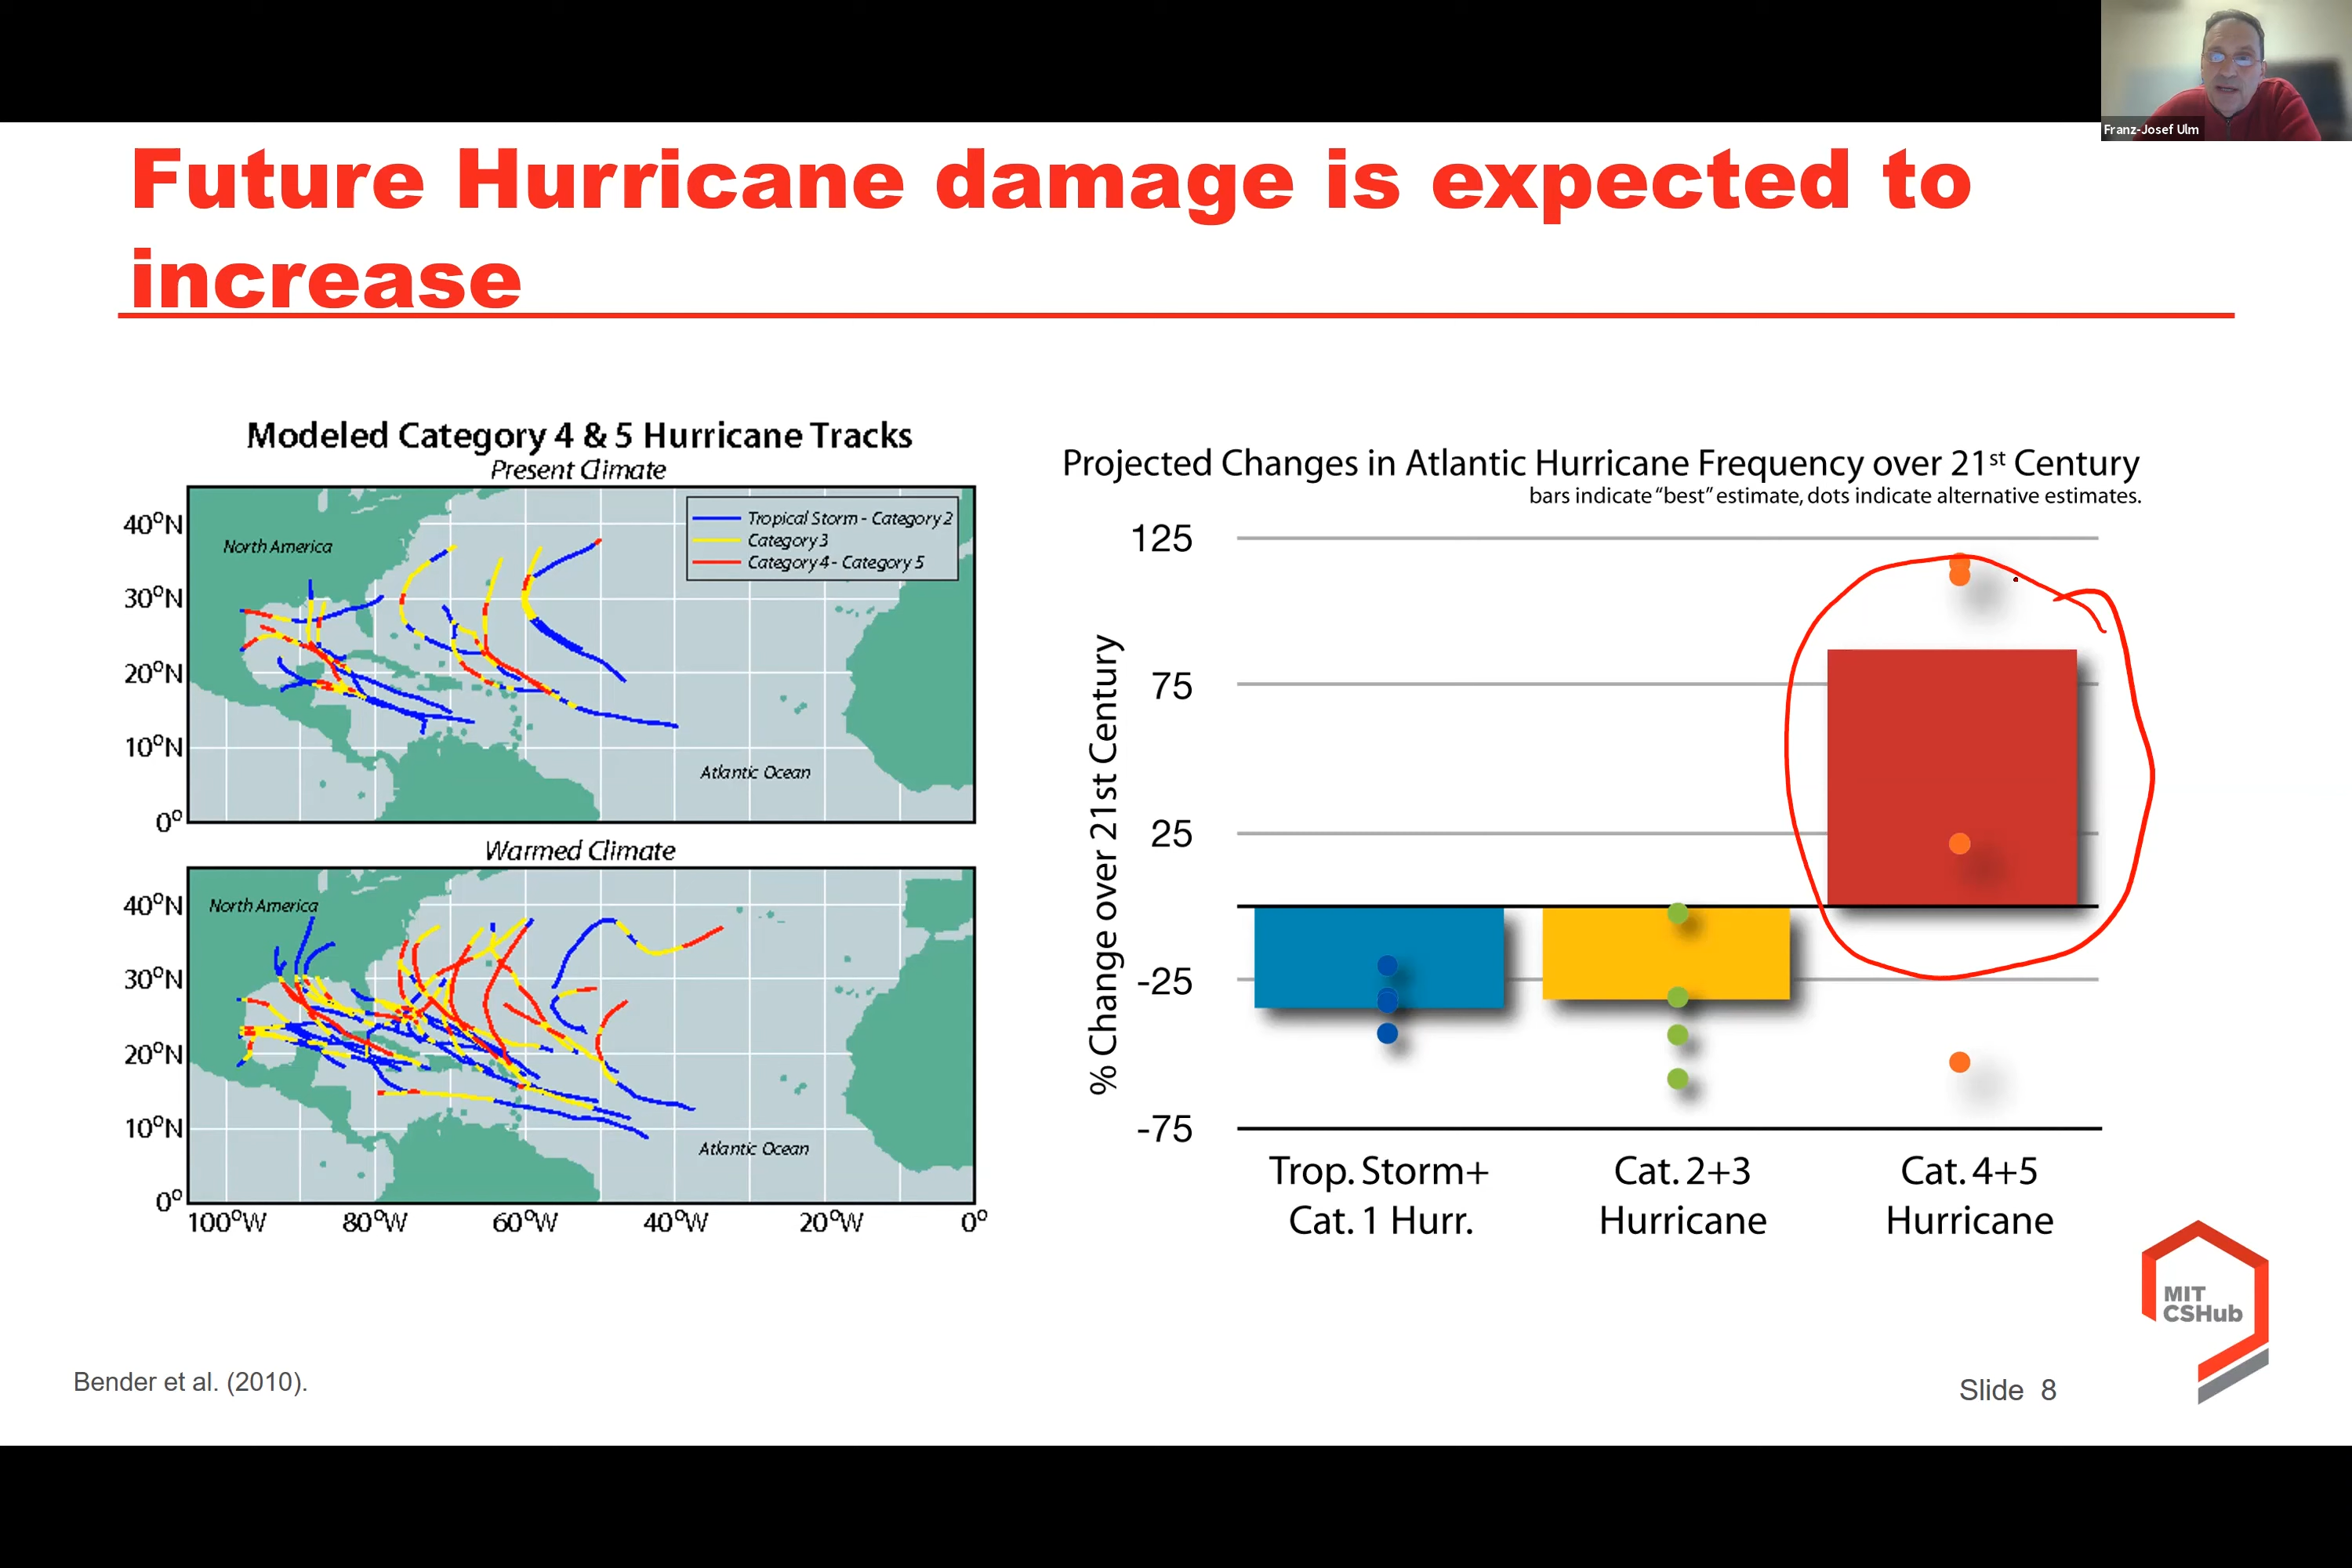 Franz-Josef Ulm
Future Hurricane damage is expected to
increase
Modeled Category 4 & 5 Hurricane Tracks
Present Climate
40°N
30°N
20°N
10°N
0°
North America
Tropical Storm - Category 2
Category 3
Category 4 - Category 5
Atlantic Ocean
Warmed Climate
40°N
30°N
20°N
10°N
0°
North America
Atlantic Ocean
100°W 80°W 60°W 40°W 20°W 0°
Projected Changes in Atlantic Hurricane Frequency over 21st Century
bars indicate “best” estimate, dots indicate alternative estimates.
% Change over 21st Century
125
75
25
-25
-75
Trop. Storm+
Cat. 1 Hurr.
Cat. 2+3
Hurricane
Cat. 4+5
Hurricane
MIT
CSHub
Bender et al. (2010).
Slide 8